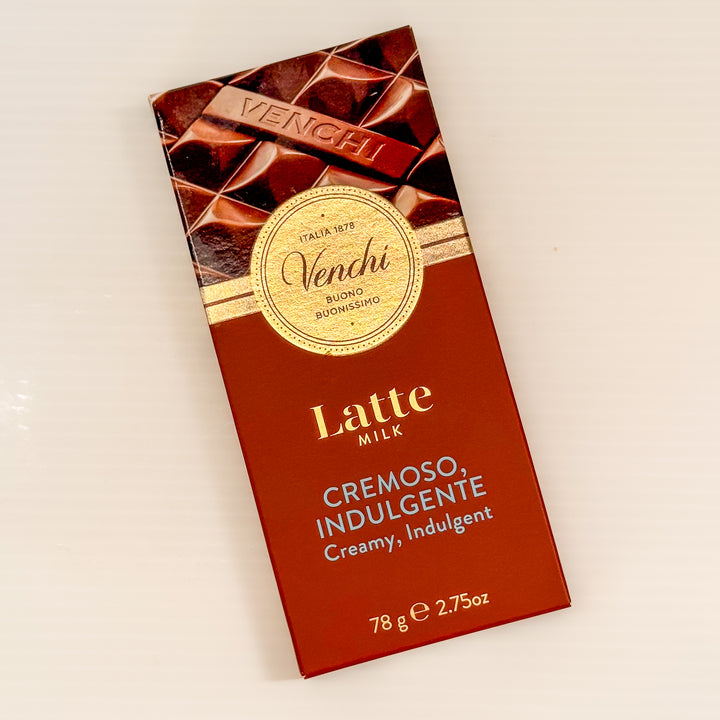 VENCHI
ITALIA 1878
Venchi
BUONO
BUONISSIMO
Latte
MILK
CREMOSO,
INDULGENTE
Creamy, Indulgent
78 g ℮ 2.75oz